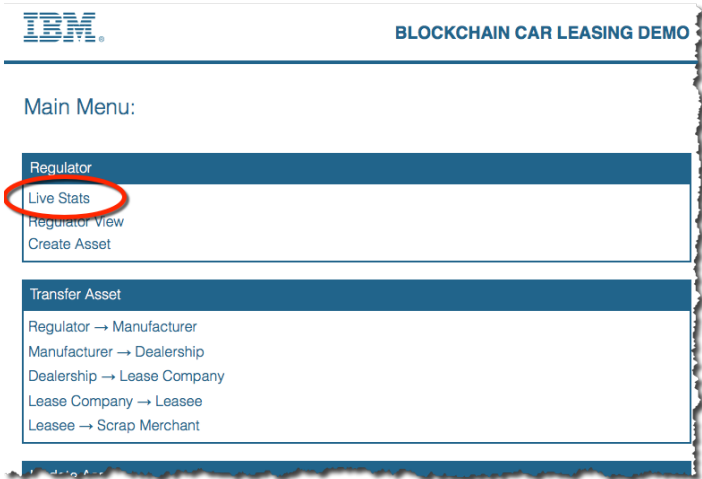 IBM®
BLOCKCHAIN CAR LEASING DEMO
Main Menu:
Regulator
Live Stats
Regulator View
Create Asset
Transfer Asset
Regulator → Manufacturer
Manufacturer → Dealership
Dealership → Lease Company
Lease Company → Leasee
Leasee → Scrap Merchant